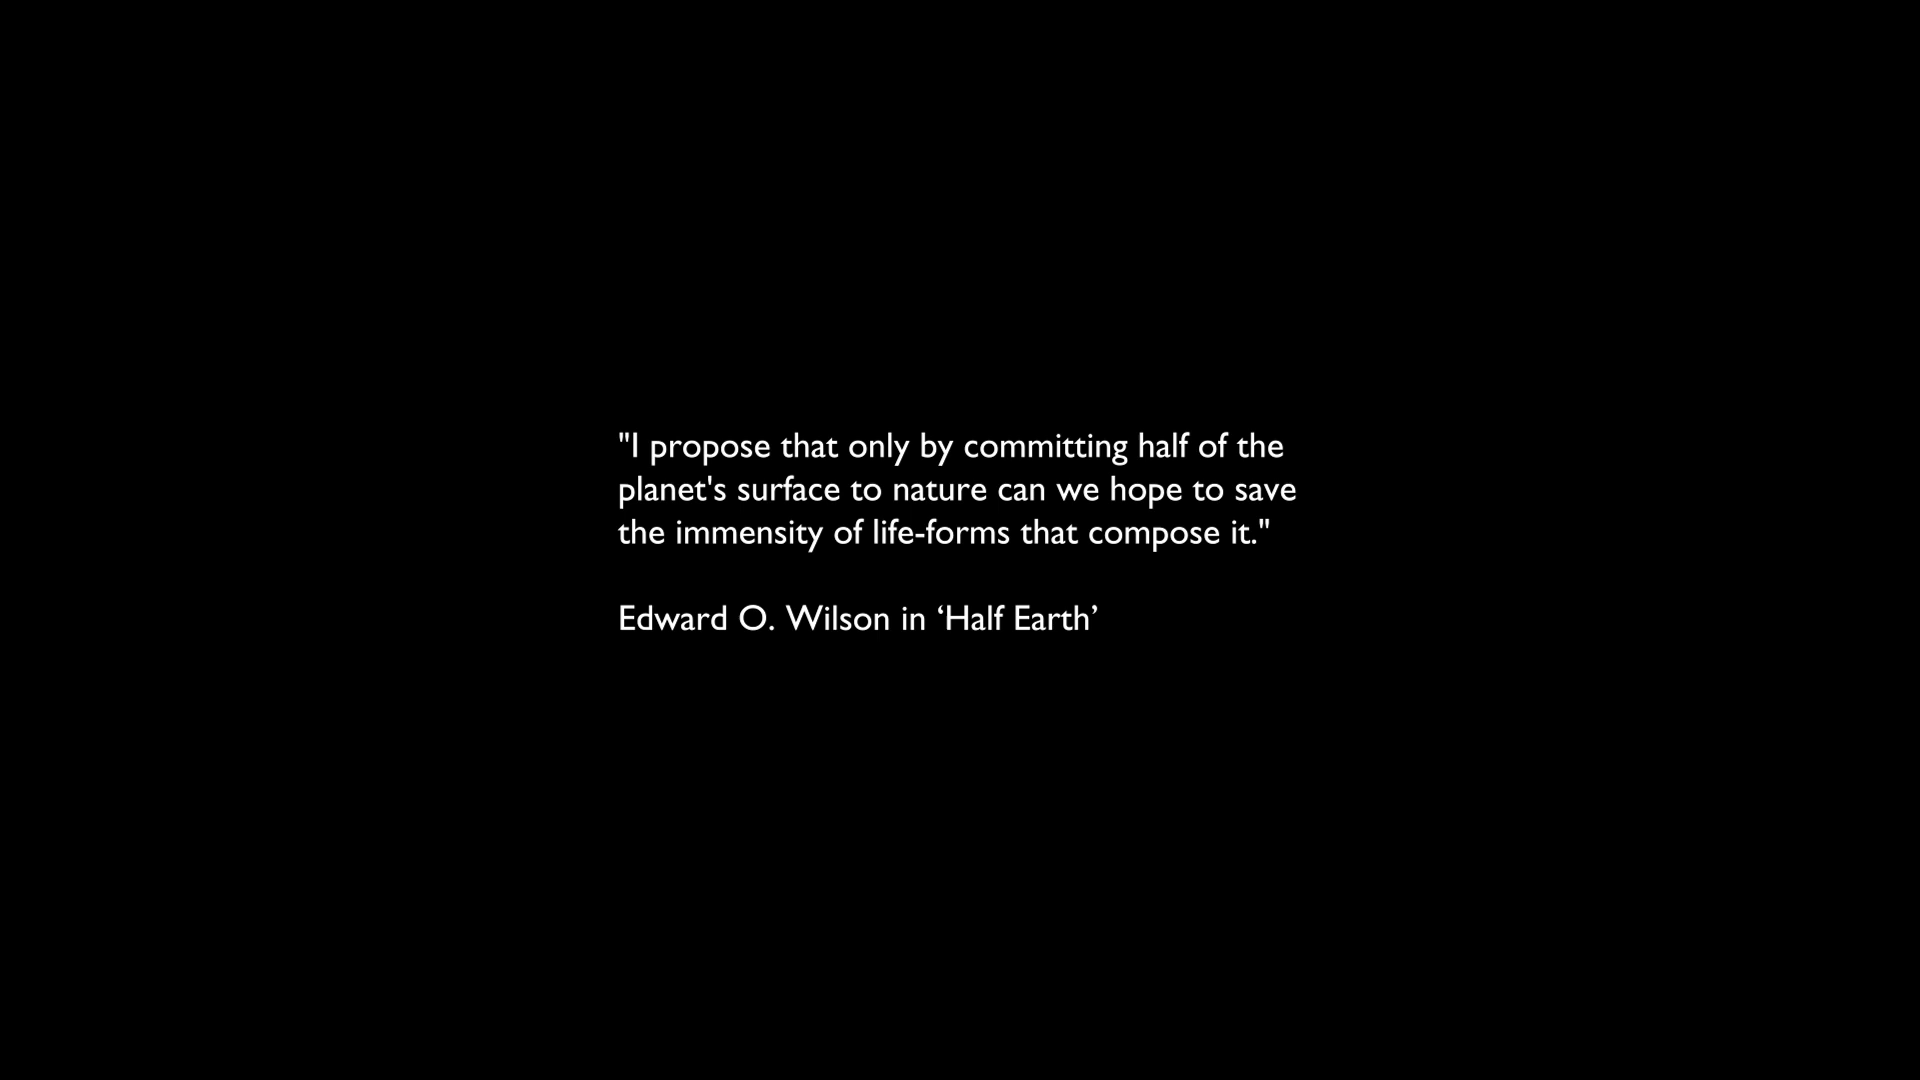 "I propose that only by committing half of the
planet's surface to nature can we hope to save
the immensity of life-forms that compose it."
Edward O. Wilson in ‘Half Earth’